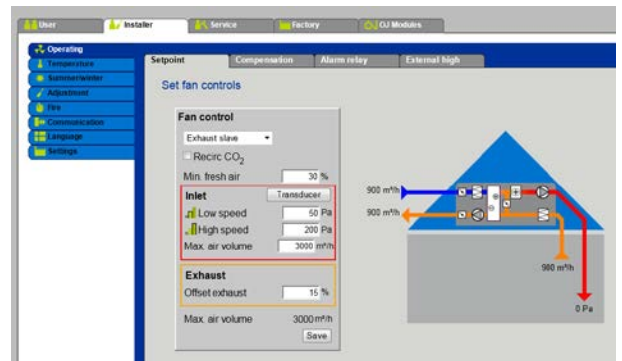 User Installer Service Factory OJ Modules
Operating
Temperature
Summer/winter
Adjustment
Fire
Communication
Language
Settings
Setpoint Compensation Alarm relay External high
Set fan controls
Fan control
Exhaust slave
Recirc CO2
Min. fresh air 30 %
Inlet Transducer
Low speed 50 Pa
High speed 200 Pa
Max. air volume 3000 m³/h
Exhaust
Offset exhaust 15 %
Max. air volume 3000 m³/h
Save
900 m³/h
900 m³/h
900 m³/h
0 Pa